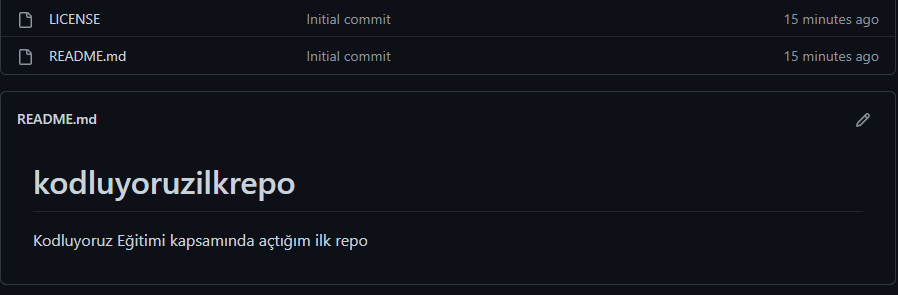 LICENSE Initial commit 15 minutes ago
README.md Initial commit 15 minutes ago
README.md
kodluyoruzilkrepo
Kodluyoruz Eğitimi kapsamında açtığım ilk repo